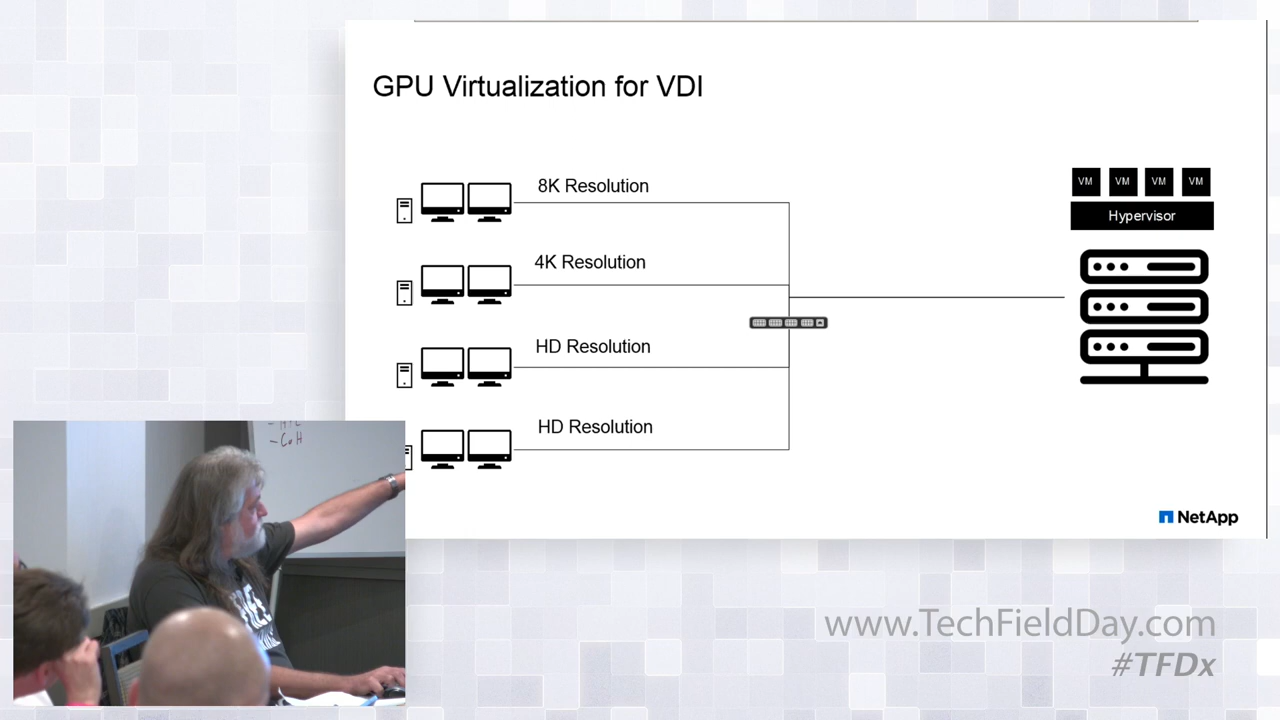 GPU Virtualization for VDI
8K Resolution
4K Resolution
HD Resolution
HD Resolution
VM VM VM VM
Hypervisor
NetApp
- CoH
www.TechFieldDay.com
#TFDx